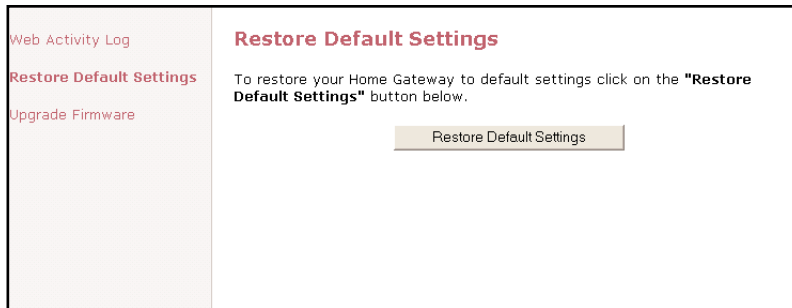 Web Activity Log
Restore Default Settings
Upgrade Firmware
Restore Default Settings
To restore your Home Gateway to default settings click on the "Restore
Default Settings" button below.
Restore Default Settings